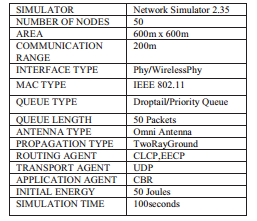 SIMULATOR Network Simulator 2.35
NUMBER OF NODES 50
AREA 600m x 600m
COMMUNICATION 200m
RANGE
INTERFACE TYPE Phy/WirelessPhy
MAC TYPE IEEE 802.11
QUEUE TYPE Droptail/Priority Queue
QUEUE LENGTH 50 Packets
ANTENNA TYPE Omni Antenna
PROPAGATION TYPE TwoRayGround
ROUTING AGENT CLCP,EECP
TRANSPORT AGENT UDP
APPLICATION AGENT CBR
INITIAL ENERGY 50 Joules
SIMULATION TIME 100seconds